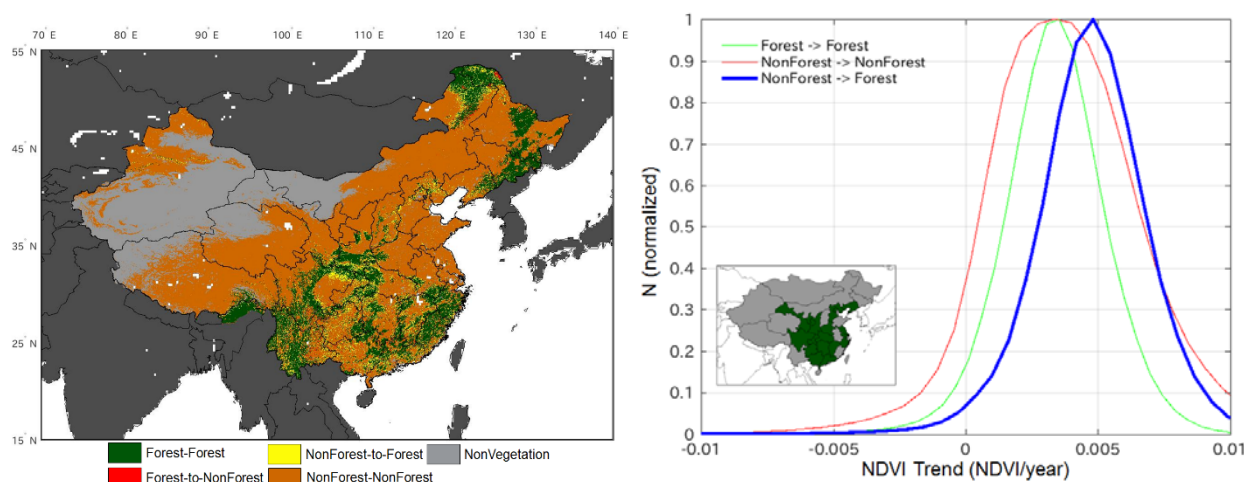 70°E 80°E 90°E 100°E 110°E 120°E 130°E 140°E
55°N
45°N
35°N
25°N
15°N
Forest-Forest NonForest-to-Forest NonVegetation
Forest-to-NonForest NonForest-NonForest
Forest -> Forest
NonForest -> NonForest
NonForest -> Forest
1
0.9
0.8
0.7
0.6
0.5
0.4
0.3
0.2
0.1
0
N (normalized)
-0.01 -0.005 0 0.005 0.01
NDVI Trend (NDVI/year)